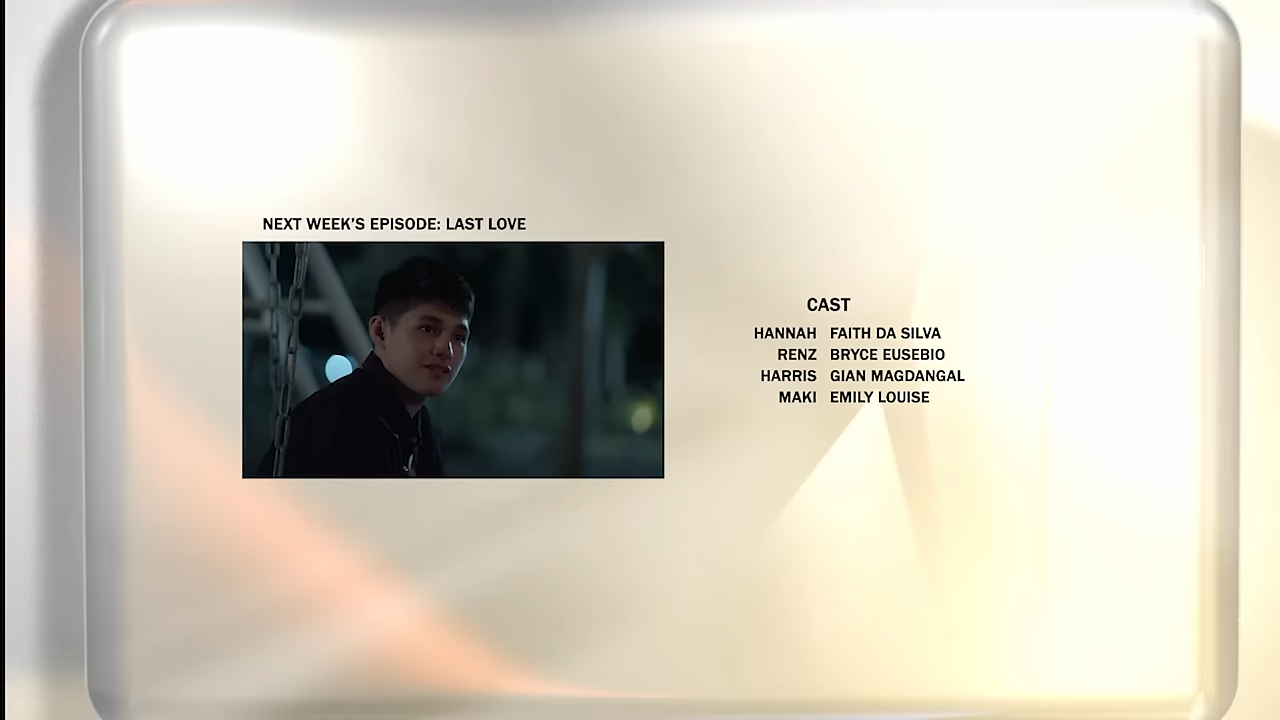 NEXT WEEK'S EPISODE: LAST LOVE
CAST
HANNAH FAITH DA SILVA
RENZ BRYCE EUSEBIO
HARRIS GIAN MAGDANGAL
MAKI EMILY LOUISE